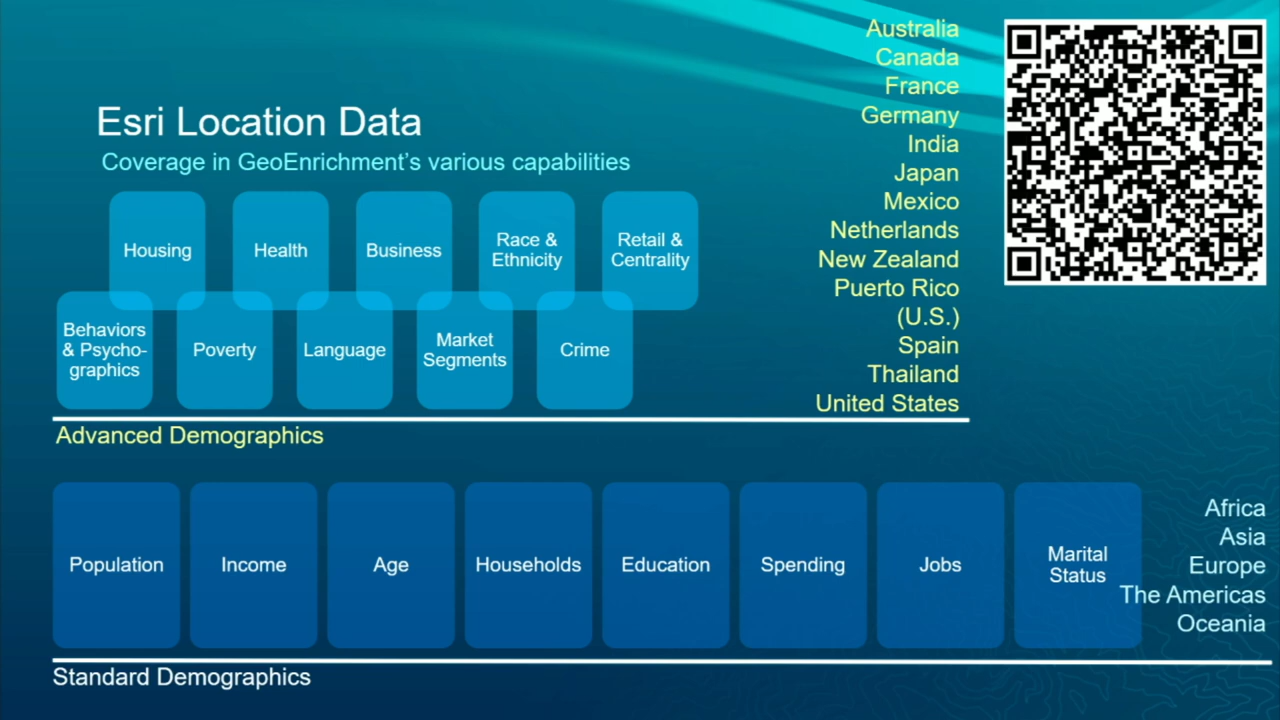 Esri Location Data
Coverage in GeoEnrichment's various capabilities
Housing
Health
Business
Race &
Ethnicity
Retail &
Centrality
Behaviors
& Psycho-
graphics
Poverty
Language
Market
Segments
Crime
Advanced Demographics
Australia
Canada
France
Germany
India
Japan
Mexico
Netherlands
New Zealand
Puerto Rico
(U.S.)
Spain
Thailand
United States
Population
Income
Age
Households
Education
Spending
Jobs
Marital
Status
Africa
Asia
Europe
The Americas
Oceania
Standard Demographics